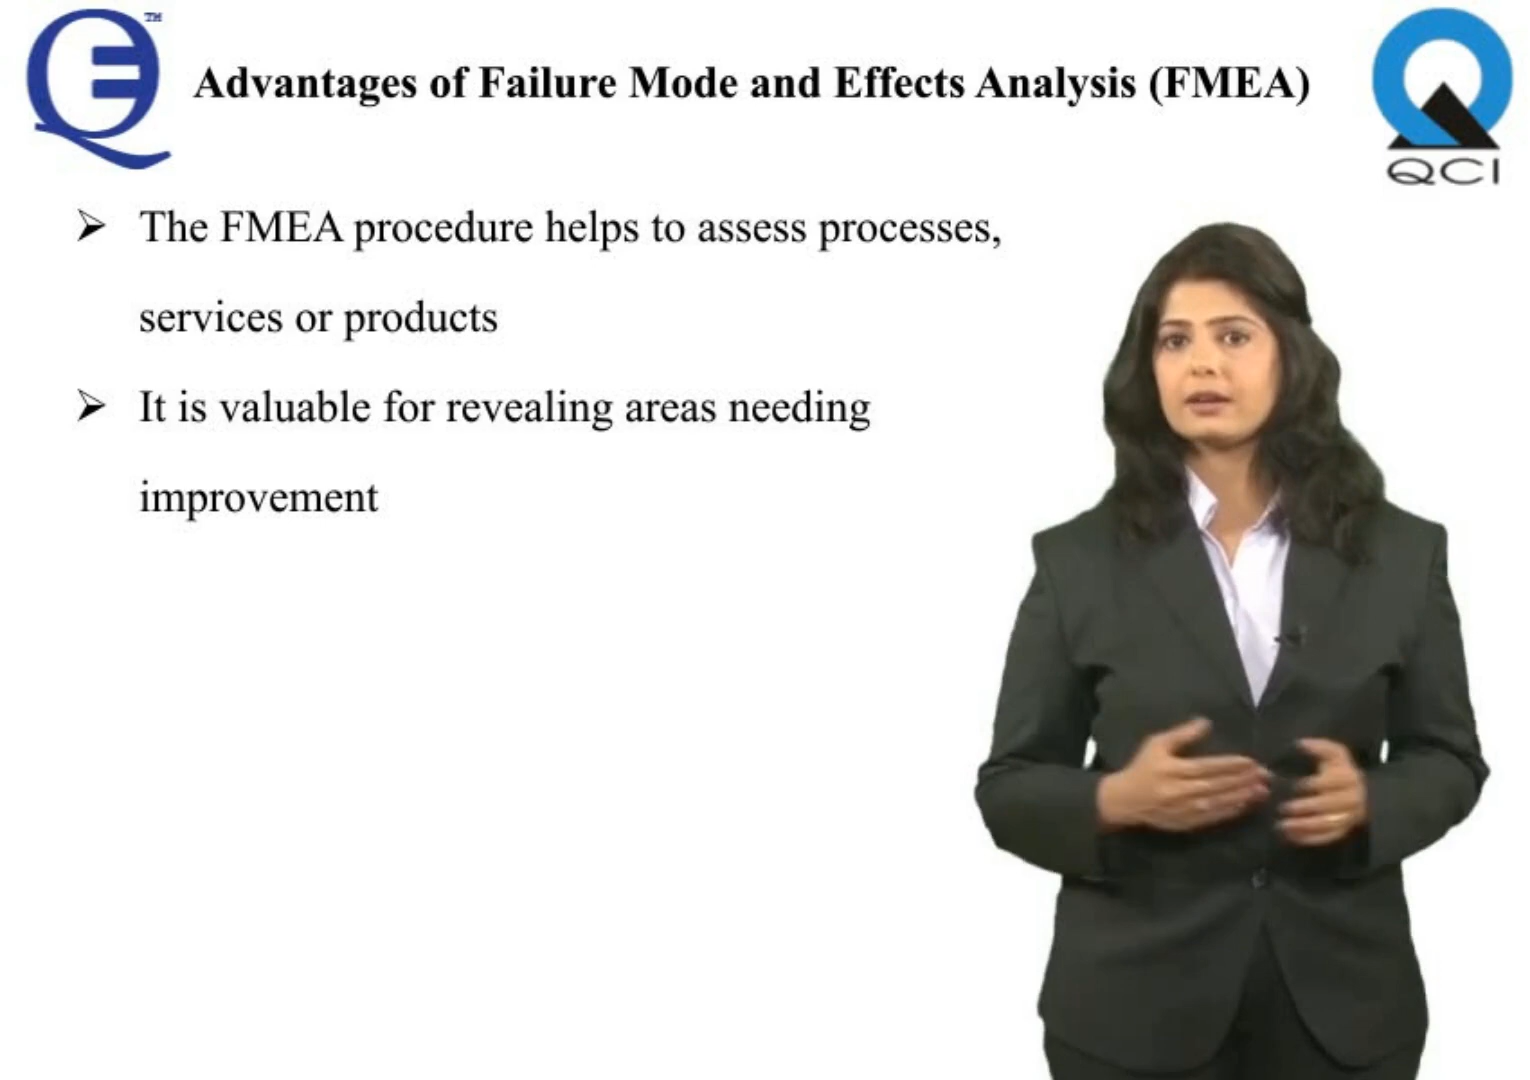 TM
Advantages of Failure Mode and Effects Analysis (FMEA)
QCI
➢ The FMEA procedure helps to assess processes,
services or products
➢ It is valuable for revealing areas needing
improvement